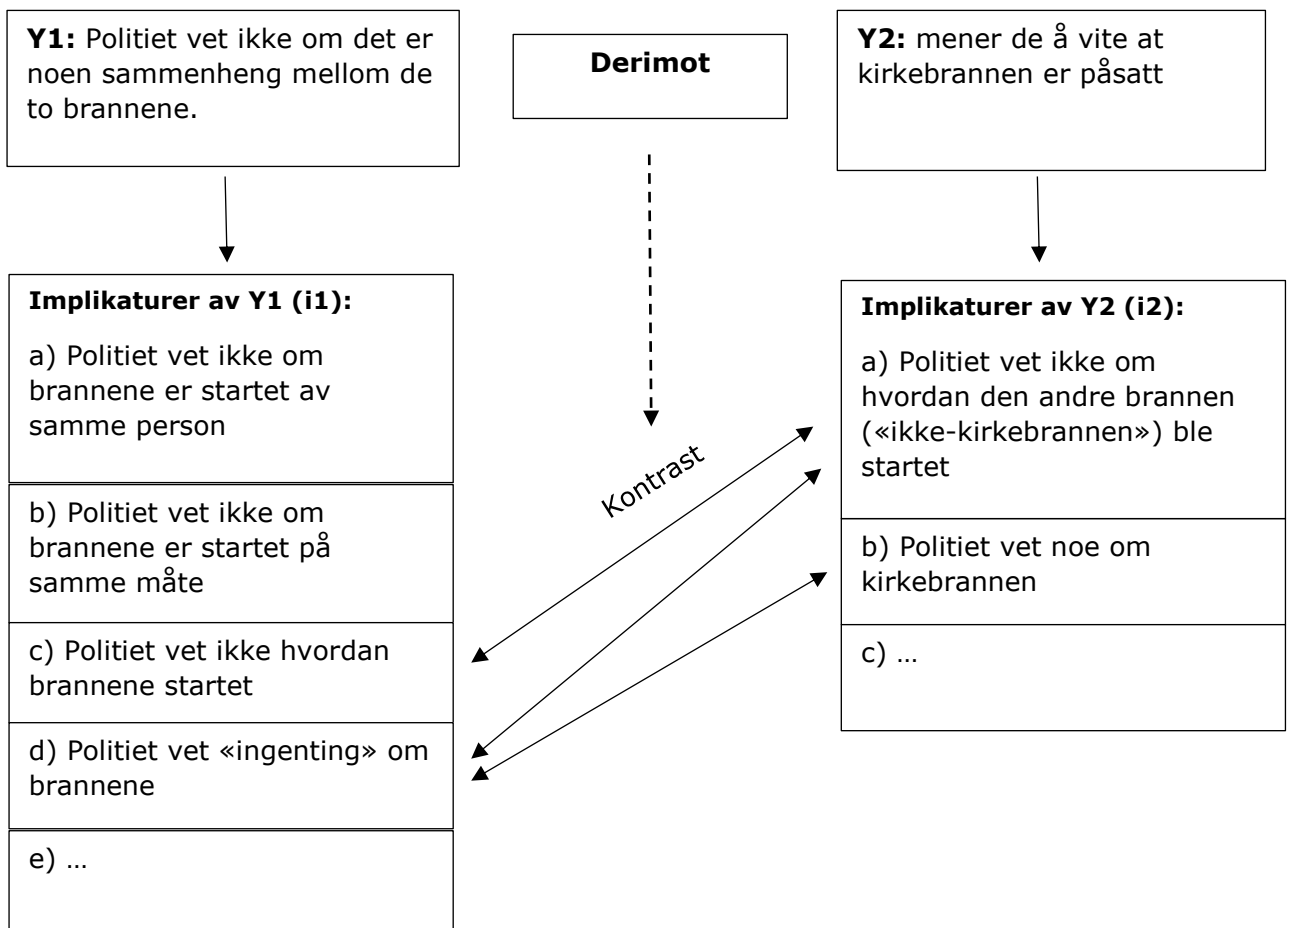 Y1: Politiet vet ikke om det er
noen sammenheng mellom de
to brannene.
Derimot
Y2: mener de å vite at
kirkebrannen er påsatt
Implikaturer av Y1 (i1):
a) Politiet vet ikke om
brannene er startet av
samme person
b) Politiet vet ikke om
brannene er startet på
samme måte
c) Politiet vet ikke hvordan
brannene startet
d) Politiet vet «ingenting» om
brannene
e) …
Kontrast
Implikaturer av Y2 (i2):
a) Politiet vet ikke om
hvordan den andre brannen
(«ikke-kirkebrannen») ble
startet
b) Politiet vet noe om
kirkebrannen
c) …